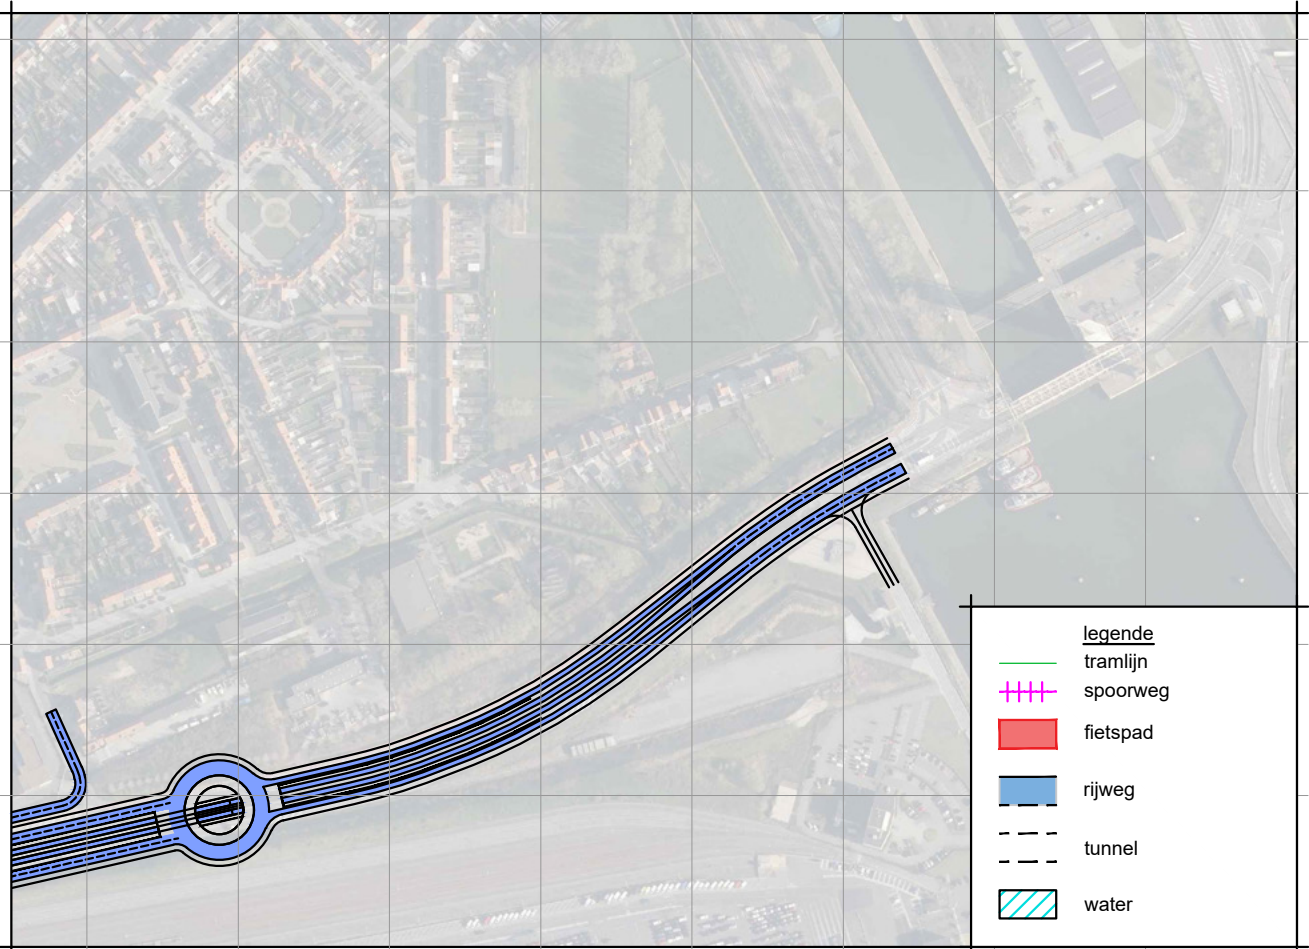 legende
tramlijn
spoorweg
fietspad
rijweg
tunnel
water